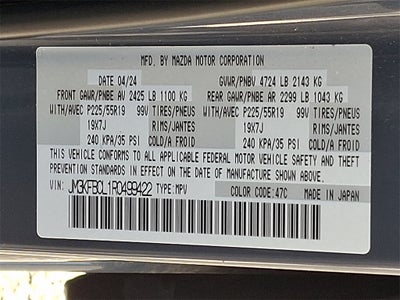 MFD. BY MAZDA MOTOR CORPORATION
DATE 04/24 GVWR/PNBV 4724 LB 2143 KG
FRONT GAWR/PNBE AV 2425 LB 1100 KG REAR GAWR/PNBE AR 2299 LB 1043 KG
WITH/AVEC P225/55R19 99V TIRES/PNEUS WITH/AVEC P225/55R19 99V TIRES/PNEUS
19X7J RIMS/JANTES 19X7J RIMS/JANTES
240 KPA/35 PSI COLD/FROID 240 KPA/35 PSI COLD/FROID
THIS VEHICLE CONFORMS TO ALL APPLICABLE FEDERAL MOTOR VEHICLE SAFETY, BUMPER, AND THEFT
PREVENTION STANDARDS IN EFFECT ON THE DATE OF MANUFACTURE SHOWN ABOVE.
VIN: JM3KFBCL1R0499422 TYPE: MPV COLOR CODE: 47C MADE IN JAPAN